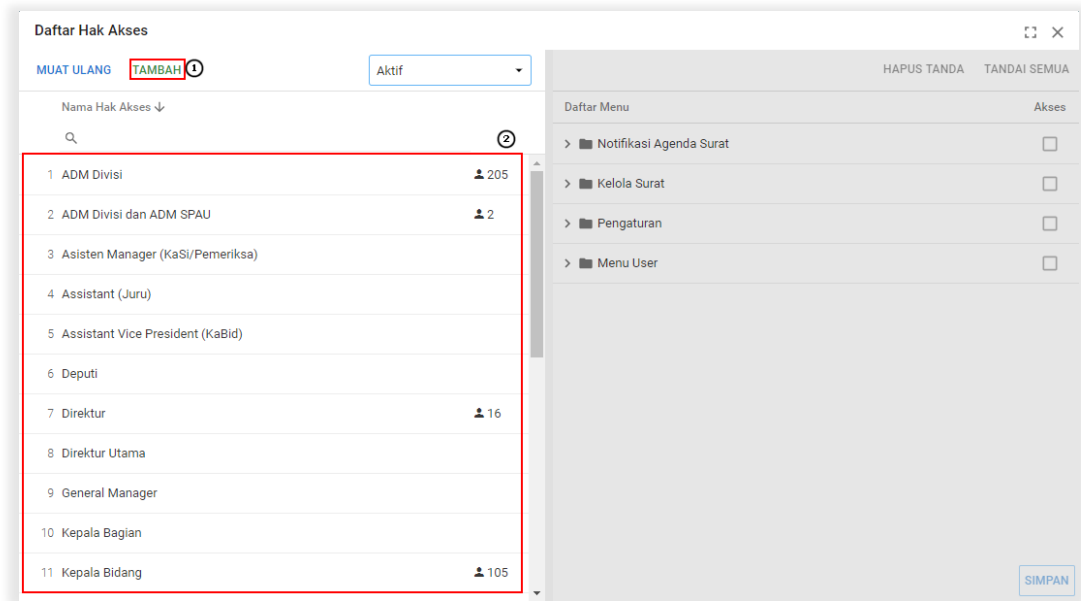 Daftar Hak Akses
MUAT ULANG TAMBAH 1 Aktif
Nama Hak Akses
2
1 ADM Divisi 205
2 ADM Divisi dan ADM SPAU 2
3 Asisten Manager (KaSi/Pemeriksa)
4 Assistant (Juru)
5 Assistant Vice President (KaBid)
6 Deputi
7 Direktur 16
8 Direktur Utama
9 General Manager
10 Kepala Bagian
11 Kepala Bidang 105
HAPUS TANDA TANDAI SEMUA
Daftar Menu Akses
Notifikasi Agenda Surat
Kelola Surat
Pengaturan
Menu User
SIMPAN